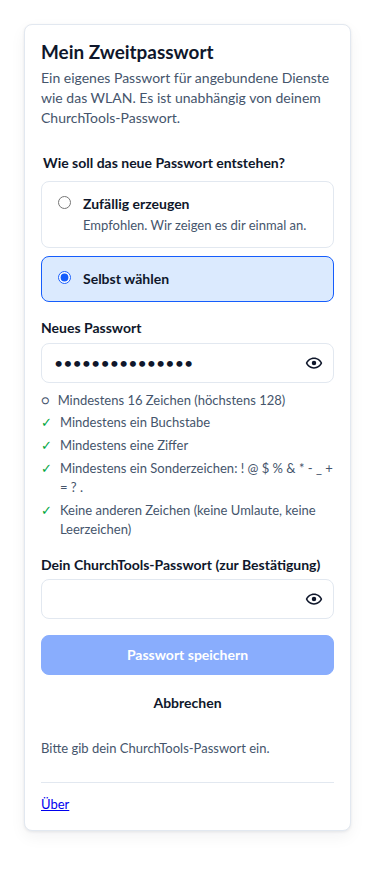 Mein Zweitpasswort
Ein eigenes Passwort für angebundene Dienste
wie das WLAN. Es ist unabhängig von deinem
ChurchTools-Passwort.
Wie soll das neue Passwort entstehen?
Zufällig erzeugen
Empfohlen. Wir zeigen es dir einmal an.
Selbst wählen
Neues Passwort
●●●●●●●●●●●●●●●
Mindestens 16 Zeichen (höchstens 128)
✓ Mindestens ein Buchstabe
✓ Mindestens eine Ziffer
✓ Mindestens ein Sonderzeichen: ! @ $ % & * - _ +
= ? .
✓ Keine anderen Zeichen (keine Umlaute, keine
Leerzeichen)
Dein ChurchTools-Passwort (zur Bestätigung)
Passwort speichern
Abbrechen
Bitte gib dein ChurchTools-Passwort ein.
Über